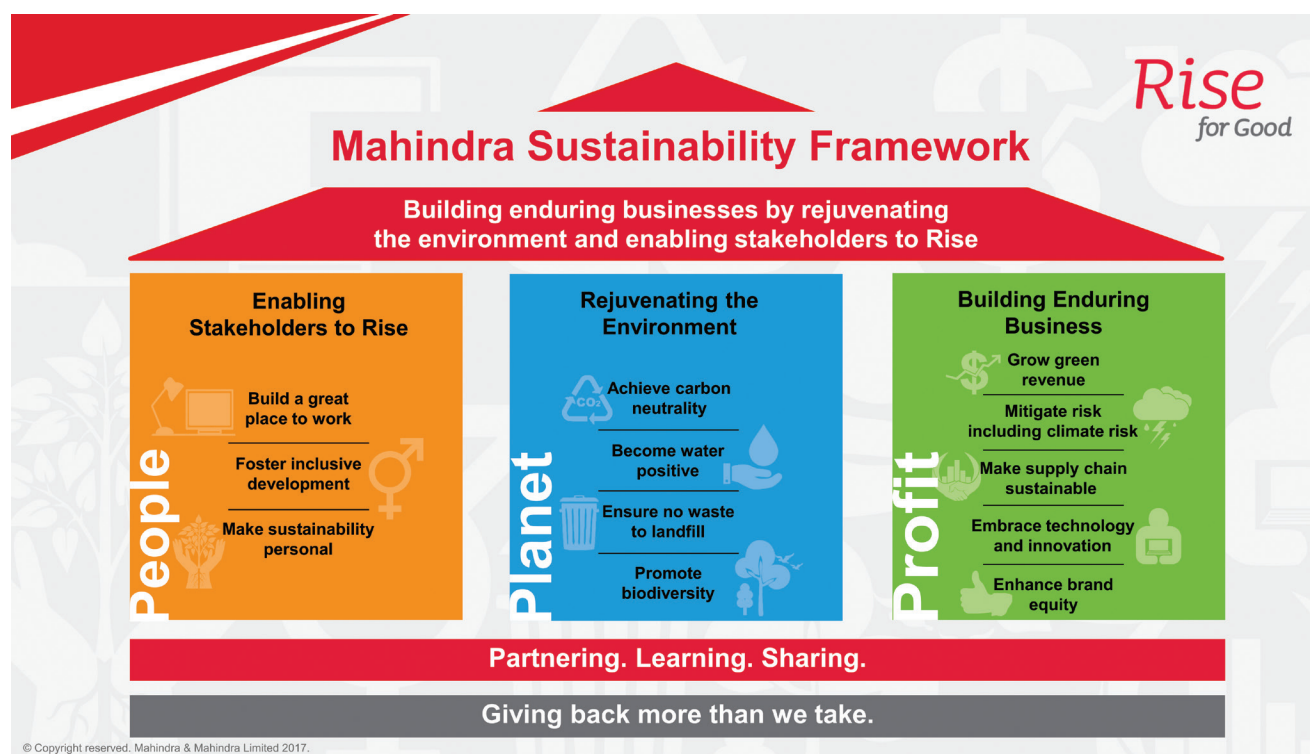 Rise
for Good
Mahindra Sustainability Framework
Building enduring businesses by rejuvenating
the environment and enabling stakeholders to Rise
Enabling
Stakeholders to Rise
Build a great
place to work
Foster inclusive
development
Make sustainability
personal
People
Rejuvenating the
Environment
CO₂
Achieve carbon
neutrality
Become water
positive
Ensure no waste
to landfill
Promote
biodiversity
Planet
Building Enduring
Business
Grow green
revenue
Mitigate risk
including climate risk
Make supply chain
sustainable
Embrace technology
and innovation
Enhance brand
equity
Profit
Partnering. Learning. Sharing.
Giving back more than we take.
© Copyright reserved. Mahindra & Mahindra Limited 2017.